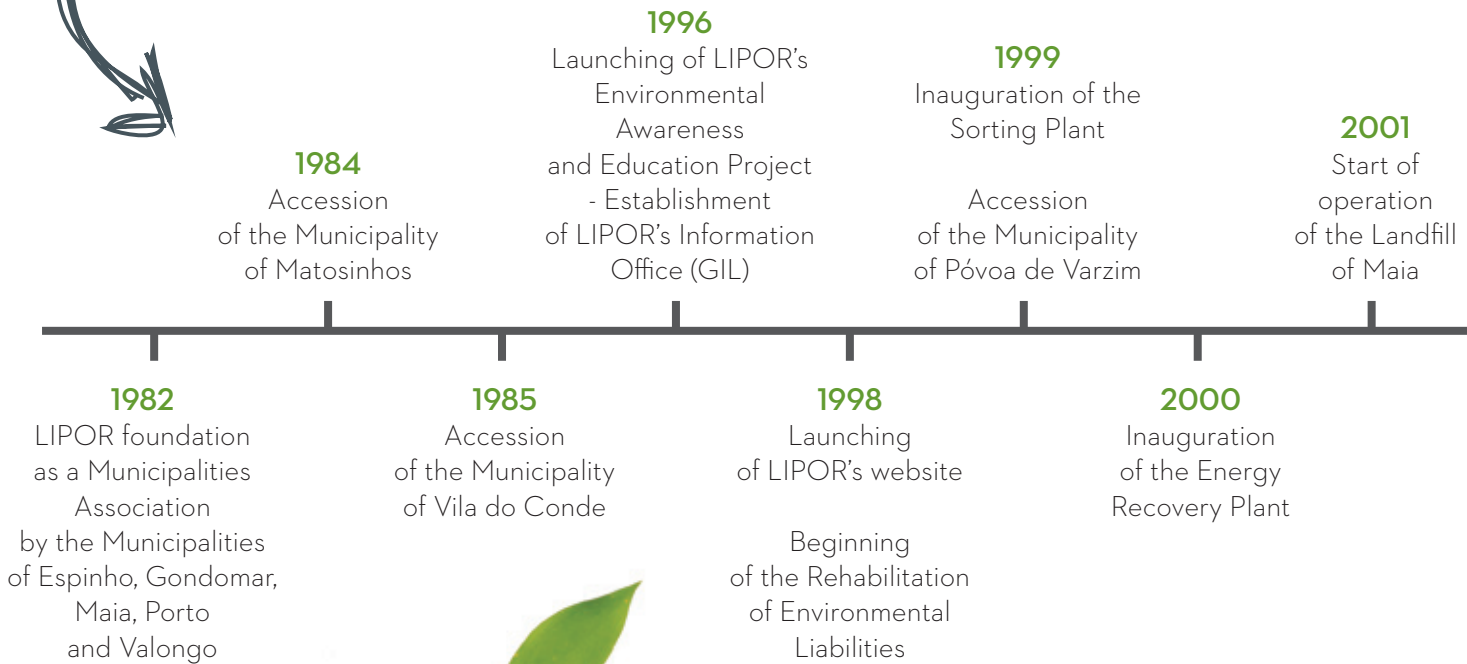 1996
Launching of LIPOR's
Environmental
Awareness
and Education Project
- Establishment
of LIPOR's Information
Office (GIL)
1999
Inauguration of the
Sorting Plant
Accession
of the Municipality
of Póvoa de Varzim
2001
Start of
operation
of the Landfill
of Maia
1984
Accession
of the Municipality
of Matosinhos
1982
LIPOR foundation
as a Municipalities
Association
by the Municipalities
of Espinho, Gondomar,
Maia, Porto
and Valongo
1985
Accession
of the Municipality
of Vila do Conde
1998
Launching
of LIPOR's website
Beginning
of the Rehabilitation
of Environmental
Liabilities
2000
Inauguration
of the Energy
Recovery Plant